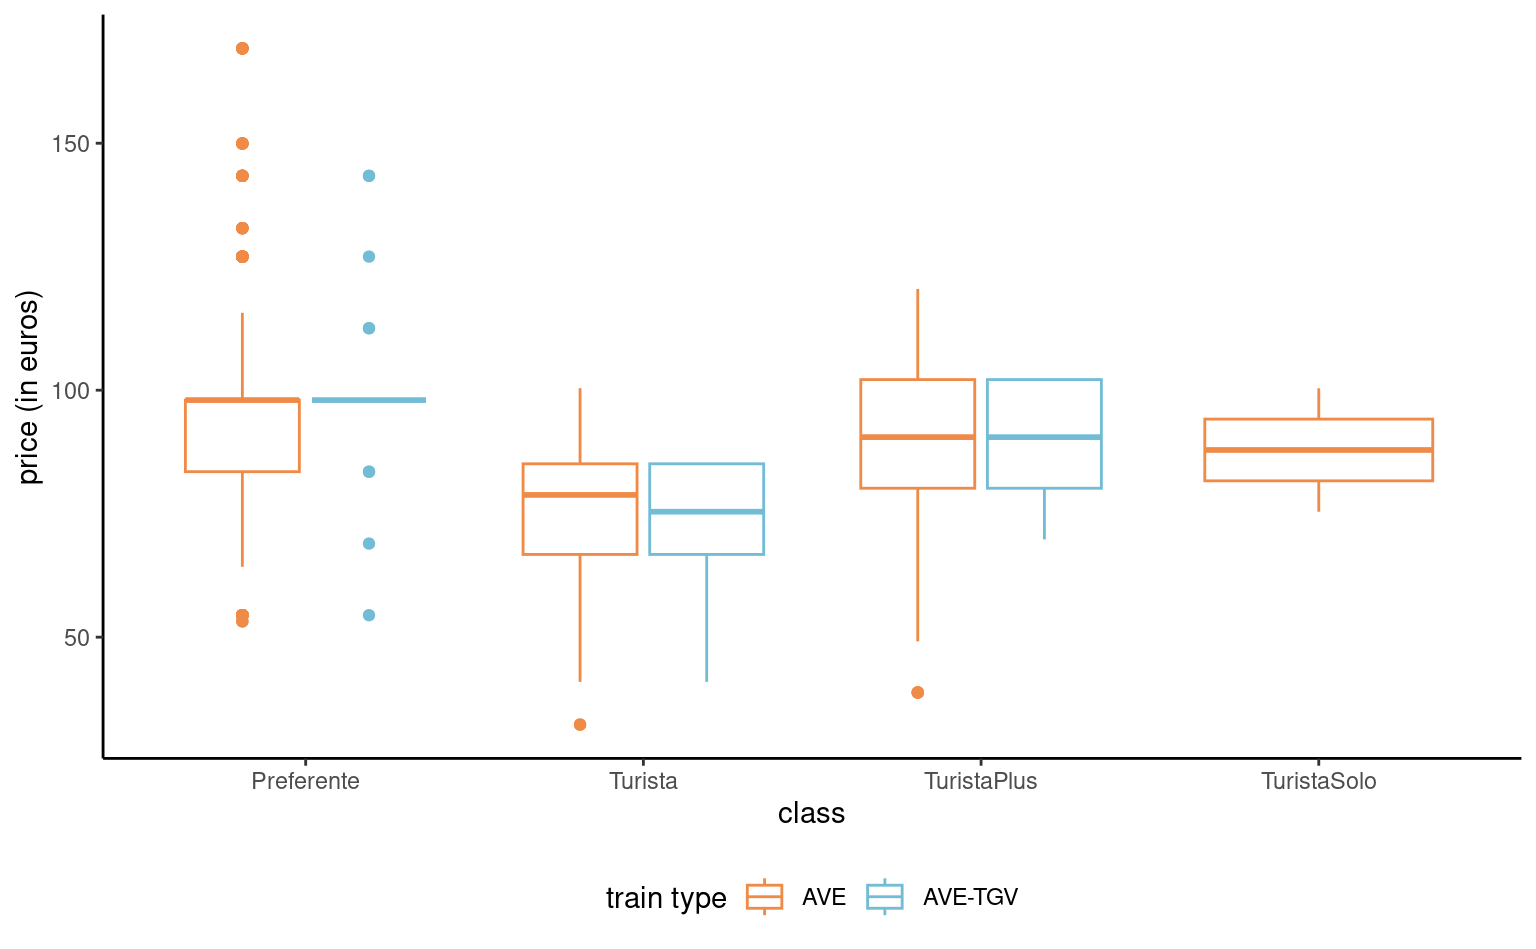 price (in euros)
150
100
50
Preferente Turista TuristaPlus TuristaSolo
class
train type AVE AVE-TGV